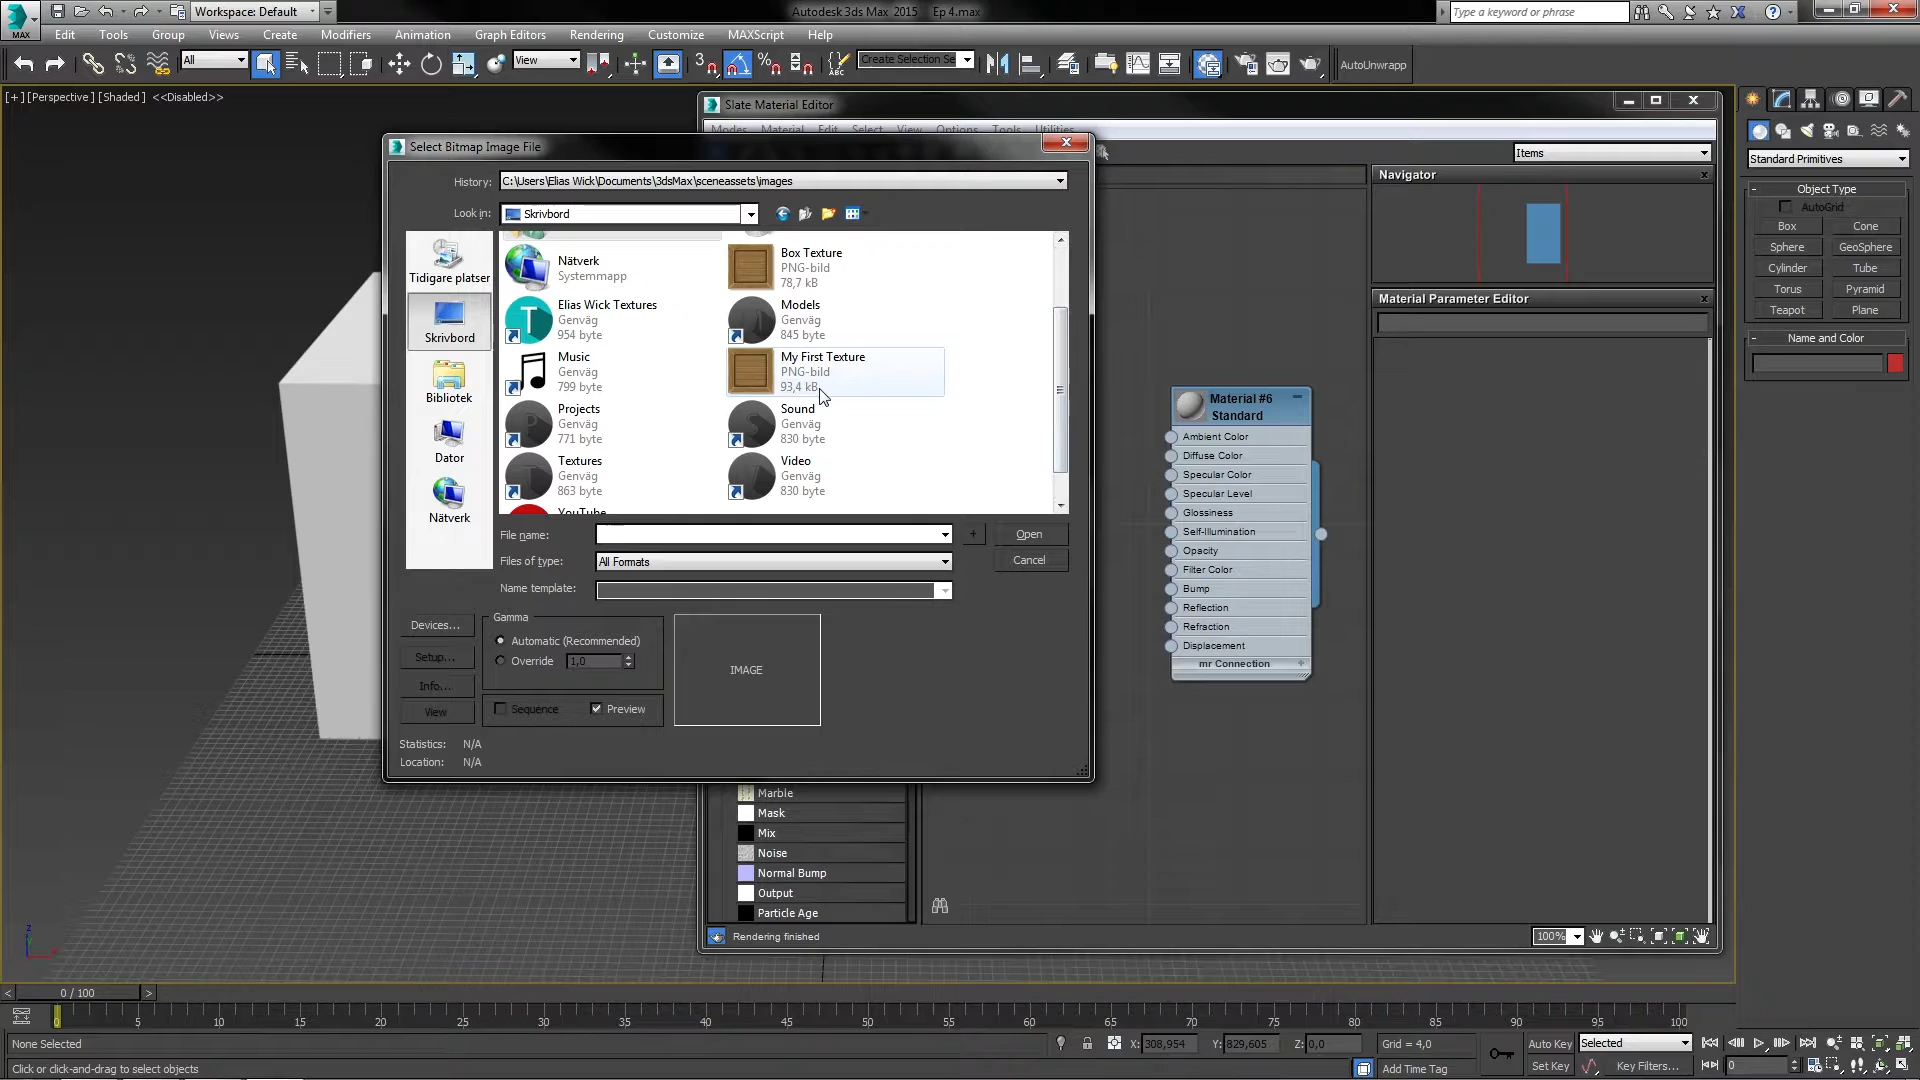 MAX
Workspace: Default
Autodesk 3ds Max 2015 Ep 4.max
Type a keyword or phrase
Edit Tools Group Views Create Modifiers Animation Graph Editors Rendering Customize MAXScript Help
All View Create Selection Se AutoUnwrapp
[+] [Perspective] [Shaded] <<Disabled>>
Slate Material Editor
Modes Material Edit Select View Options Tools Utilities
Items
Navigator
Material Parameter Editor
Select Bitmap Image File
History: C:\Users\Elias Wick\Documents\3dsMax\sceneassets\images
Look in: Skrivbord
Tidigare platser
Skrivbord
Bibliotek
Dator
Nätverk
Nätverk
Systemmapp
Elias Wick Textures
Genväg
954 byte
Music
Genväg
799 byte
Projects
Genväg
771 byte
Textures
Genväg
863 byte
YouTube
Box Texture
PNG-bild
78,7 kB
Models
Genväg
845 byte
My First Texture
PNG-bild
93,4 kB
Sound
Genväg
830 byte
Video
Genväg
830 byte
File name: + Open
Files of type: All Formats Cancel
Name template:
Devices...
Setup...
Info...
View
Gamma
Automatic (Recommended)
Override 1,0
Sequence Preview
IMAGE
Statistics: N/A
Location: N/A
Material #6
Standard
Ambient Color
Diffuse Color
Specular Color
Specular Level
Glossiness
Self-Illumination
Opacity
Filter Color
Bump
Reflection
Refraction
Displacement
mr Connection +
Marble
Mask
Mix
Noise
Normal Bump
Output
Particle Age
Rendering finished
100%
Standard Primitives
- Object Type
AutoGrid
Box Cone
Sphere GeoSphere
Cylinder Tube
Torus Pyramid
Teapot Plane
- Name and Color
< 0 / 100 >
0 5 10 15 20 25 30 35 40 45 50 55 60 65 70 75 80 85 90 95 100
None Selected X: 308,954 Y: 829,605 Z: 0,0 Grid = 4,0 Auto Key Selected
Click or click-and-drag to select objects Add Time Tag Set Key Key Filters... 0